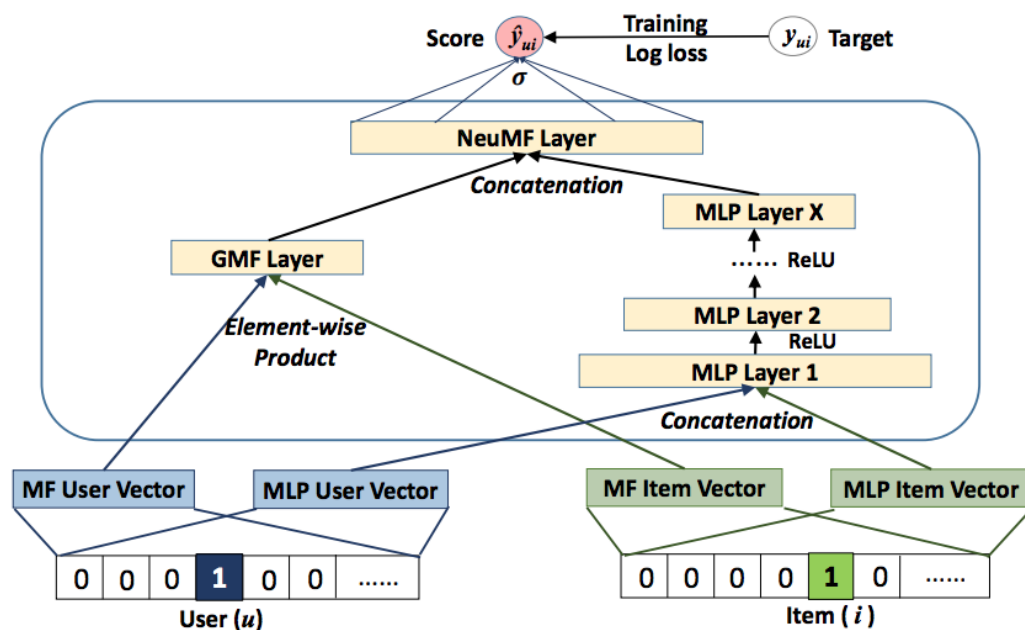 Score ŷui Training yui Target
Log loss
σ
NeuMF Layer
Concatenation
MLP Layer X
GMF Layer
...... ReLU
Element-wise
Product
MLP Layer 2
ReLU
MLP Layer 1
Concatenation
MF User Vector MLP User Vector MF Item Vector MLP Item Vector
0 0 0 1 0 0 ...... 0 0 0 0 1 0 ......
User (u) Item ( i )